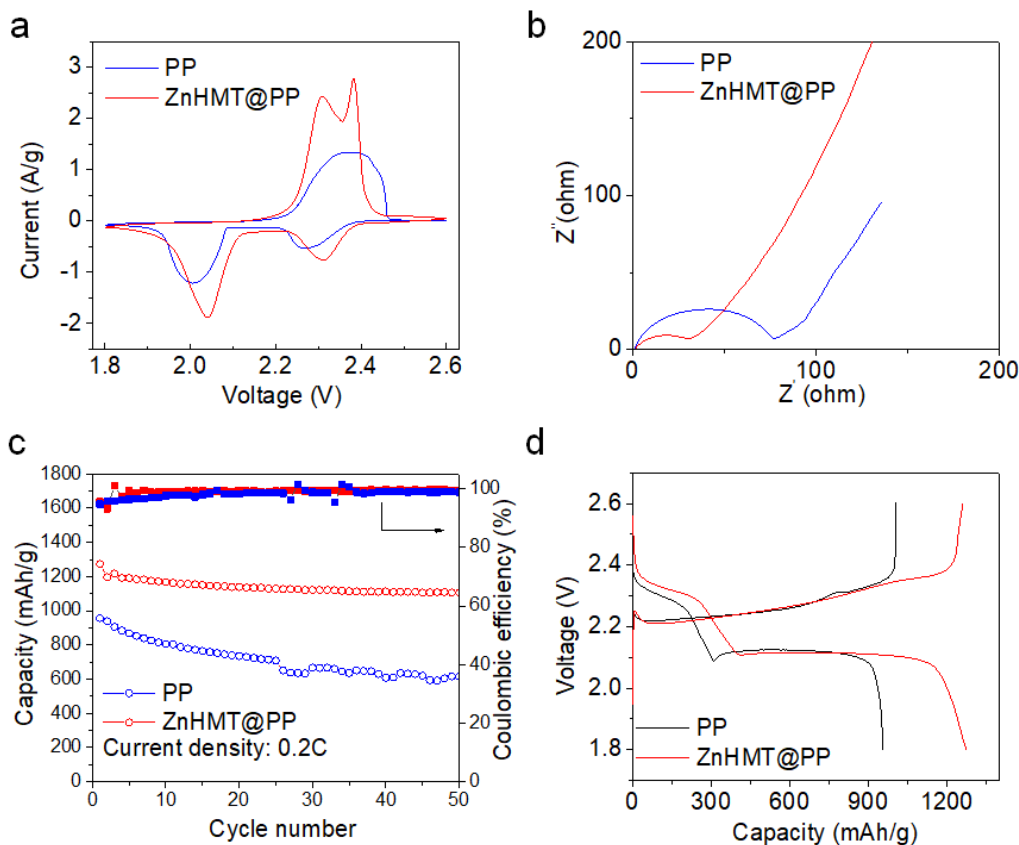 a
3
2
1
0
-1
-2
Current (A/g)
PP
ZnHMT@PP
1.8
2.0
2.2
2.4
2.6
Voltage (V)
b
200
100
0
Z''(ohm)
PP
ZnHMT@PP
0
100
200
Z'(ohm)
c
1800
1600
1400
1200
1000
800
600
400
200
0
Capacity (mAh/g)
100
80
60
40
20
0
Coulombic efficiency (%)
PP
ZnHMT@PP
Current density: 0.2C
0
10
20
30
40
50
Cycle number
d
2.6
2.4
2.2
2.0
1.8
Voltage (V)
PP
ZnHMT@PP
0
300
600
900
1200
Capacity (mAh/g)